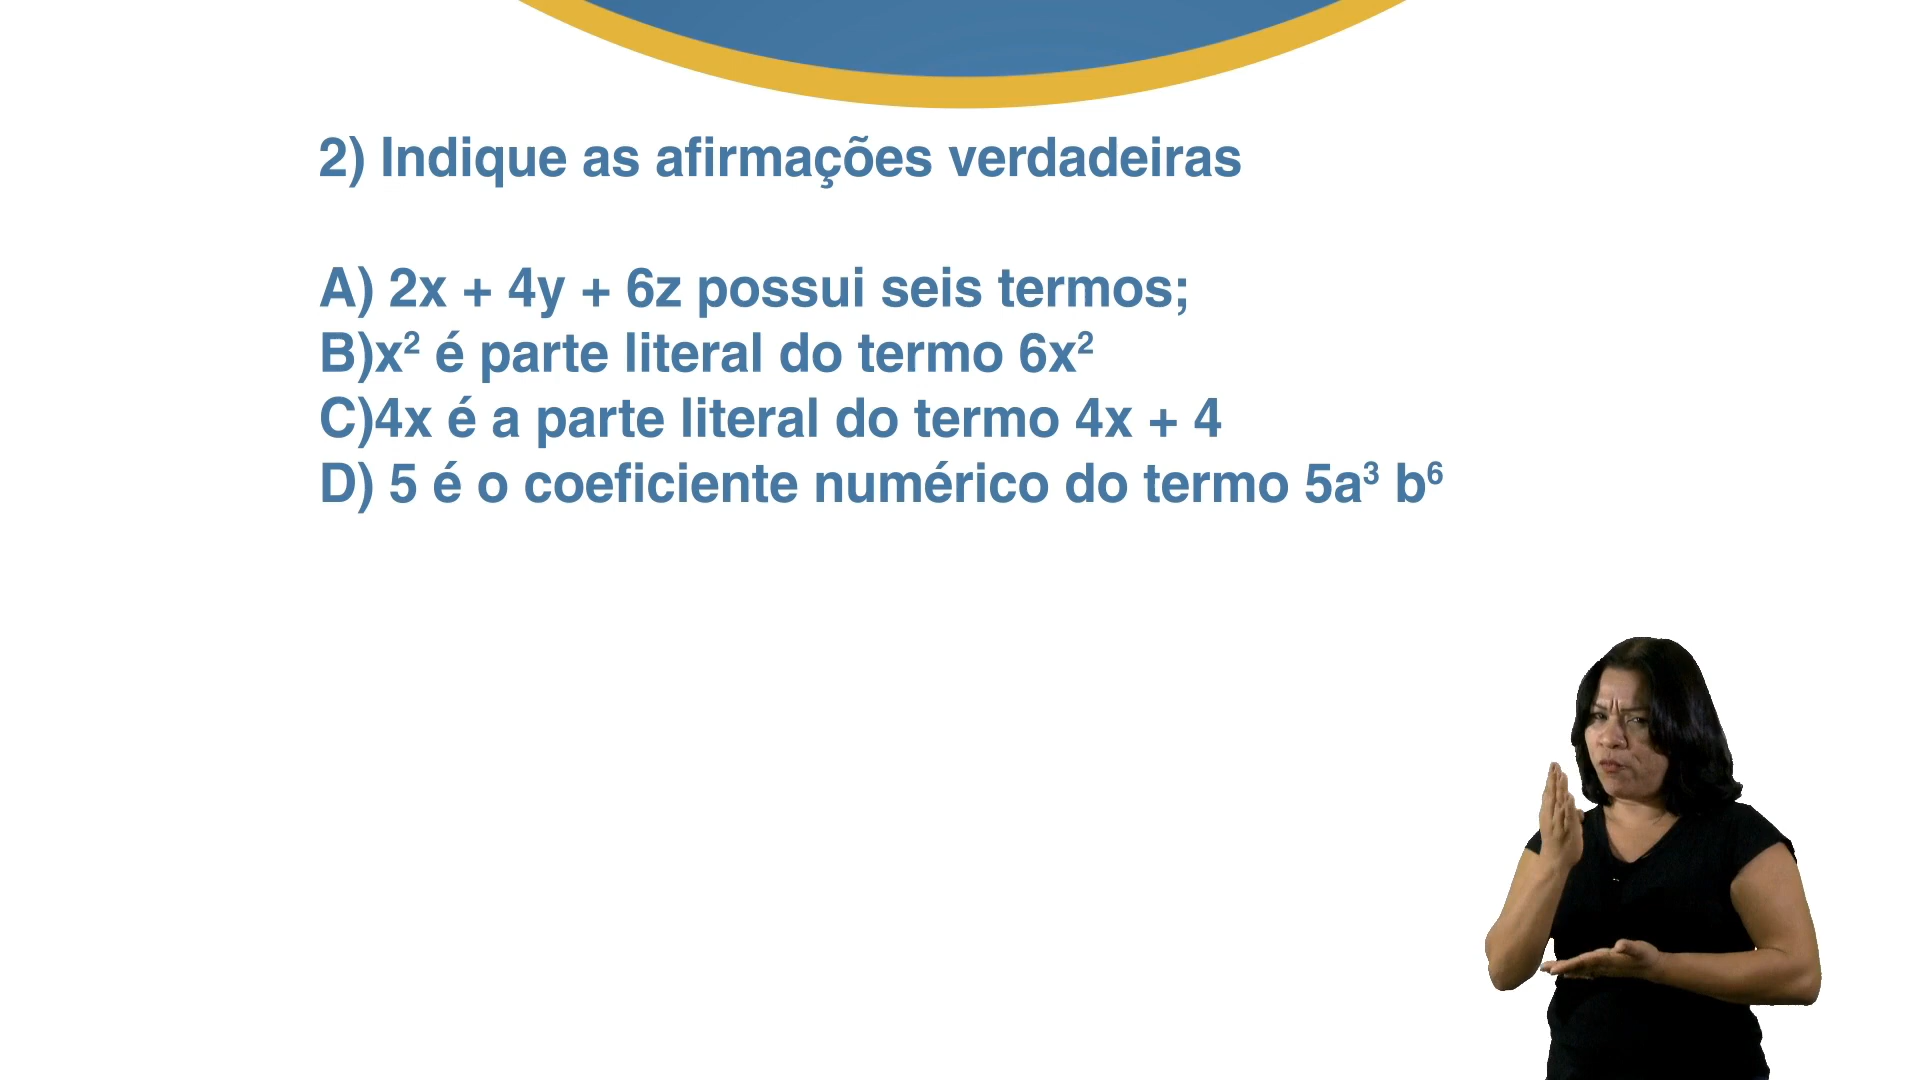 2) Indique as afirmações verdadeiras
A) 2x + 4y + 6z possui seis termos;
B)x² é parte literal do termo 6x²
C)4x é a parte literal do termo 4x + 4
D) 5 é o coeficiente numérico do termo 5a³ b⁶